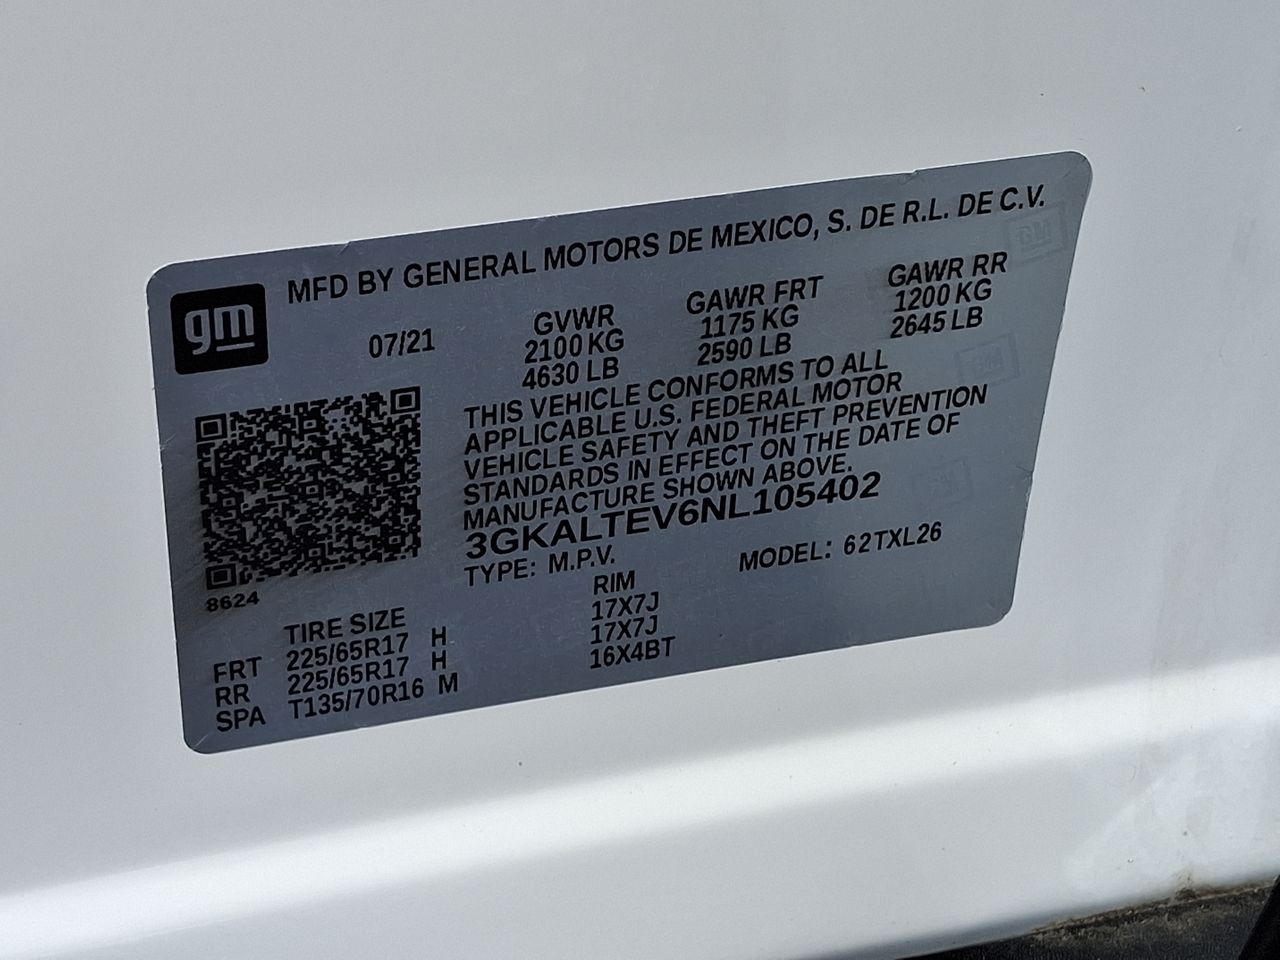 MFD BY GENERAL MOTORS DE MEXICO, S. DE R.L. DE C.V.
gm
07/21
GVWR GAWR FRT GAWR RR
2100 KG 1175 KG 1200 KG
4630 LB 2590 LB 2645 LB
THIS VEHICLE CONFORMS TO ALL
APPLICABLE U.S. FEDERAL MOTOR
VEHICLE SAFETY AND THEFT PREVENTION
STANDARDS IN EFFECT ON THE DATE OF
MANUFACTURE SHOWN ABOVE.
3GKALTEV6NL105402
TYPE: M.P.V. MODEL: 62TXL26
8624
TIRE SIZE RIM
FRT 225/65R17 H 17X7J
RR 225/65R17 H 17X7J
SPA T135/70R16 M 16X4BT